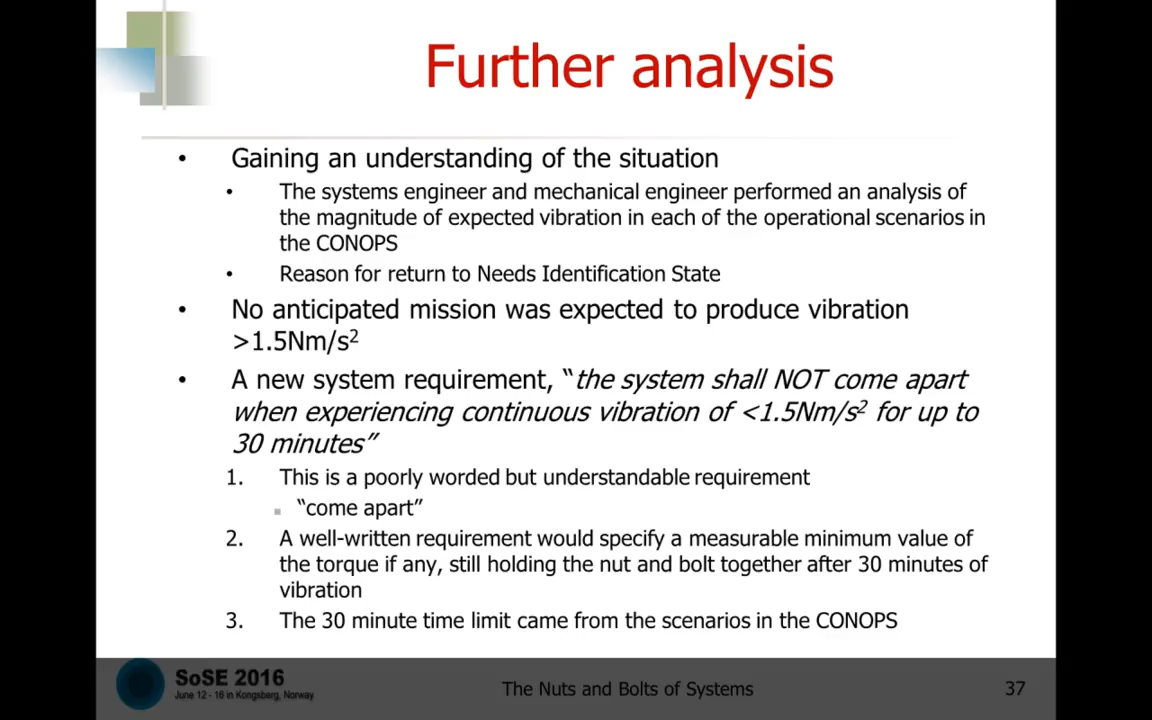 Further analysis
• Gaining an understanding of the situation
• The systems engineer and mechanical engineer performed an analysis of
the magnitude of expected vibration in each of the operational scenarios in
the CONOPS
• Reason for return to Needs Identification State
• No anticipated mission was expected to produce vibration
>1.5Nm/s²
• A new system requirement, “the system shall NOT come apart
when experiencing continuous vibration of <1.5Nm/s² for up to
30 minutes”
1. This is a poorly worded but understandable requirement
“come apart”
2. A well-written requirement would specify a measurable minimum value of
the torque if any, still holding the nut and bolt together after 30 minutes of
vibration
3. The 30 minute time limit came from the scenarios in the CONOPS
SoSE 2016
June 12 - 16 in Kongsberg, Norway
The Nuts and Bolts of Systems
37